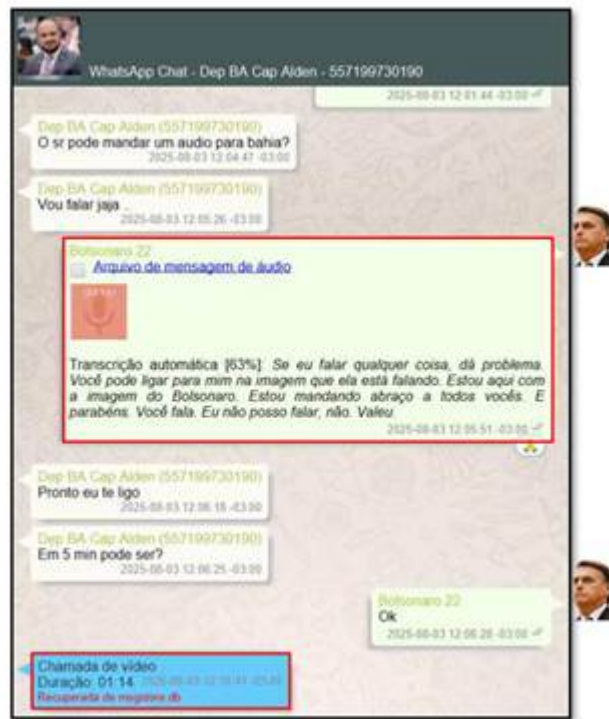 WhatsApp Chat - Dep BA Cap Alden - 557199730190
2025-08-03 12:01:44 -03:00
Dep BA Cap Alden (557199730190)
O sr pode mandar um audio para bahia?
2025-08-03 12:04:47 -03:00
Dep BA Cap Alden (557199730190)
Vou falar jaja ..
2025-08-03 12:05:26 -03:00
Bolsonaro 22
Arquivo de mensagem de áudio
Transcrição automática [63%]: Se eu falar qualquer coisa, dá problema.
Você pode ligar para mim na imagem que ela está falando. Estou aqui com
a imagem do Bolsonaro. Estou mandando abraço a todos vocês. E
parabéns. Você fala. Eu não posso falar, não. Valeu
2025-08-03 12:05:51 -03:00
Dep BA Cap Alden (557199730190)
Pronto eu te ligo
2025-08-03 12:06:18 -03:00
Dep BA Cap Alden (557199730190)
Em 5 min pode ser?
2025-08-03 12:06:25 -03:00
Bolsonaro 22
Ok
2025-08-03 12:06:28 -03:00
Chamada de vídeo
Duração: 01:14
Recuperada de msgstore.db